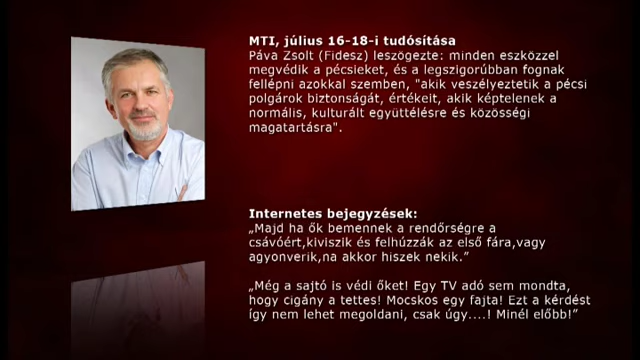 MTI, július 16-18-i tudósítása
Páva Zsolt (Fidesz) leszögezte: minden eszközzel
megvédik a pécsieket, és a legszigorúbban fognak
fellépni azokkal szemben, "akik veszélyeztetik a pécsi
polgárok biztonságát, értékeit, akik képtelenek a
normális, kulturált együttélésre és közösségi
magatartásra".
Internetes bejegyzések:
„Majd ha ők bemennek a rendőrségre a
csávóért,kiviszik és felhúzzák az első fára,vagy
agyonverik,na akkor hiszek nekik.”
„Még a sajtó is védi őket! Egy TV adó sem mondta,
hogy cigány a tettes! Mocskos egy fajta! Ezt a kérdést
így nem lehet megoldani, csak úgy....! Minél előbb!”